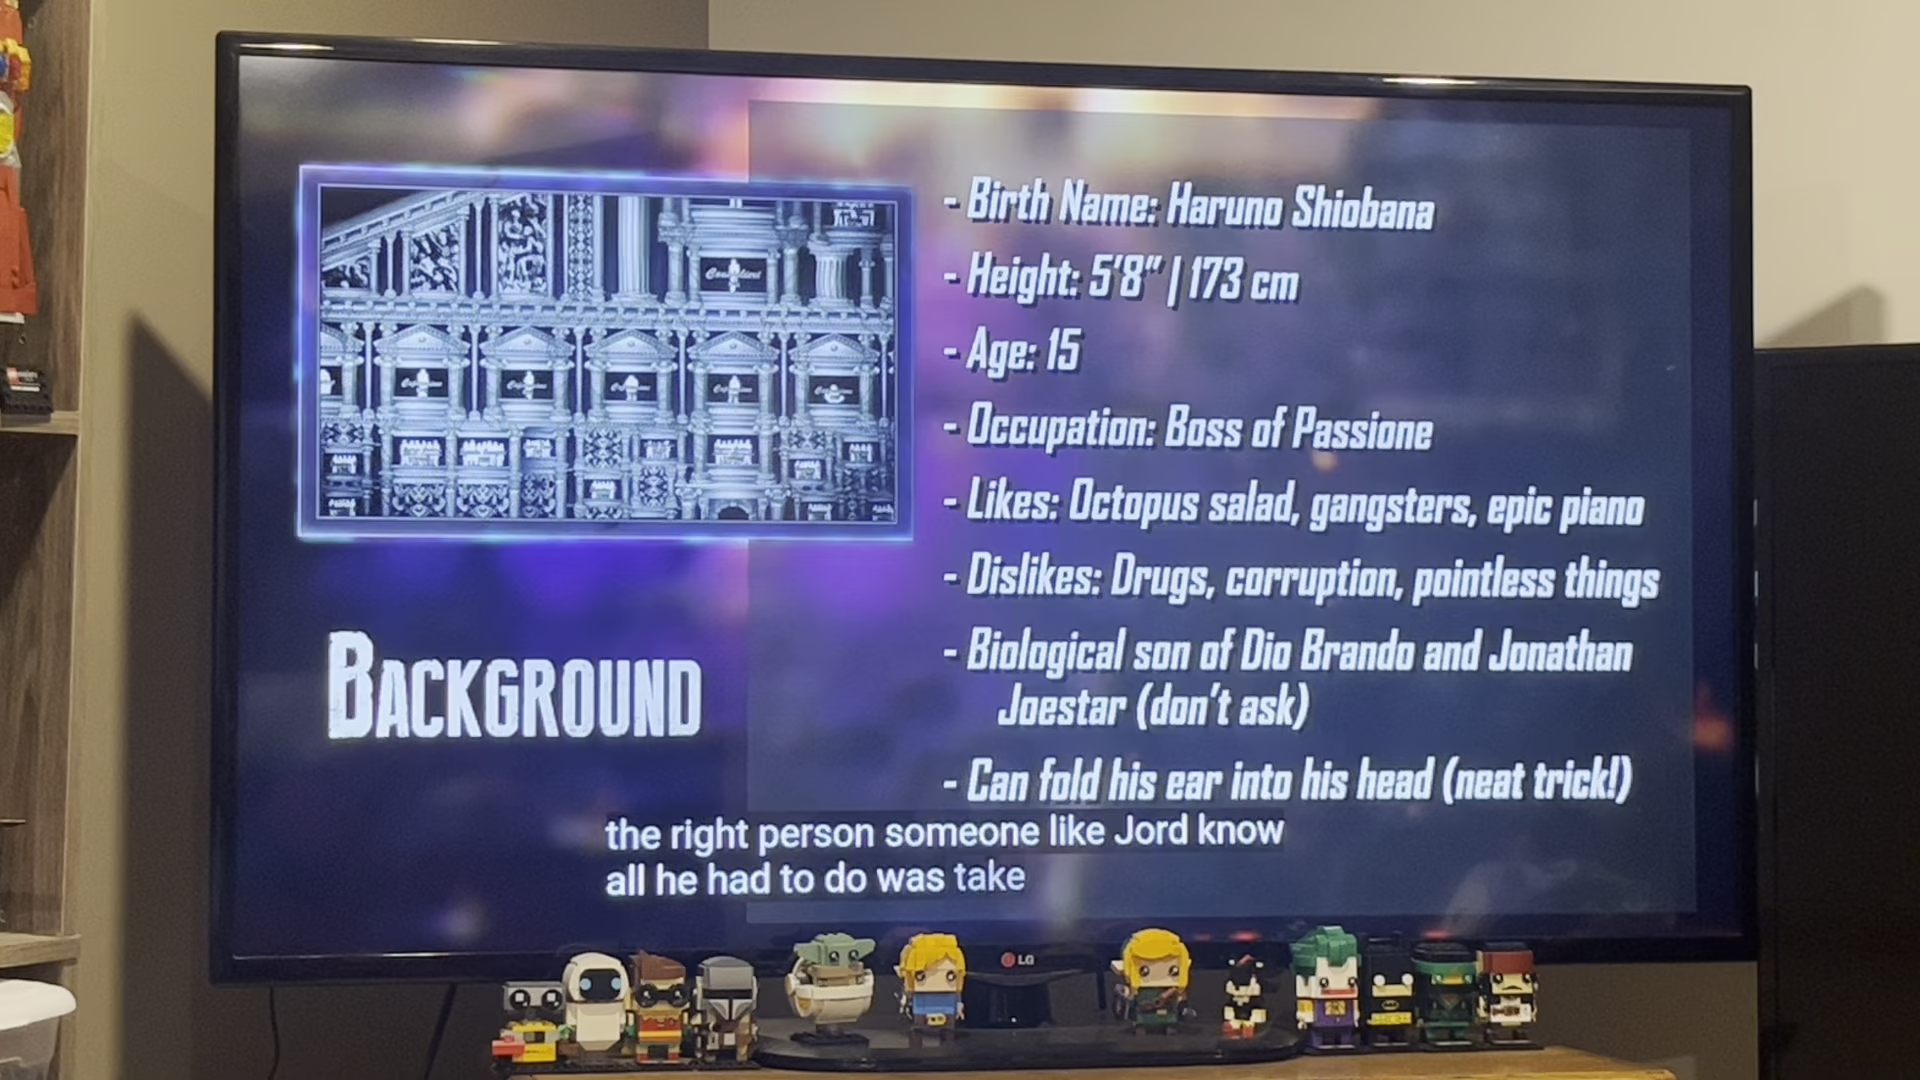 - Birth Name: Haruno Shiobana
- Height: 5'8" | 173 cm
- Age: 15
- Occupation: Boss of Passione
- Likes: Octopus salad, gangsters, epic piano
- Dislikes: Drugs, corruption, pointless things
- Biological son of Dio Brando and Jonathan
Joestar (don't ask)
- Can fold his ear into his head (neat trick!)
BACKGROUND
the right person someone like Jord know
all he had to do was take
LG